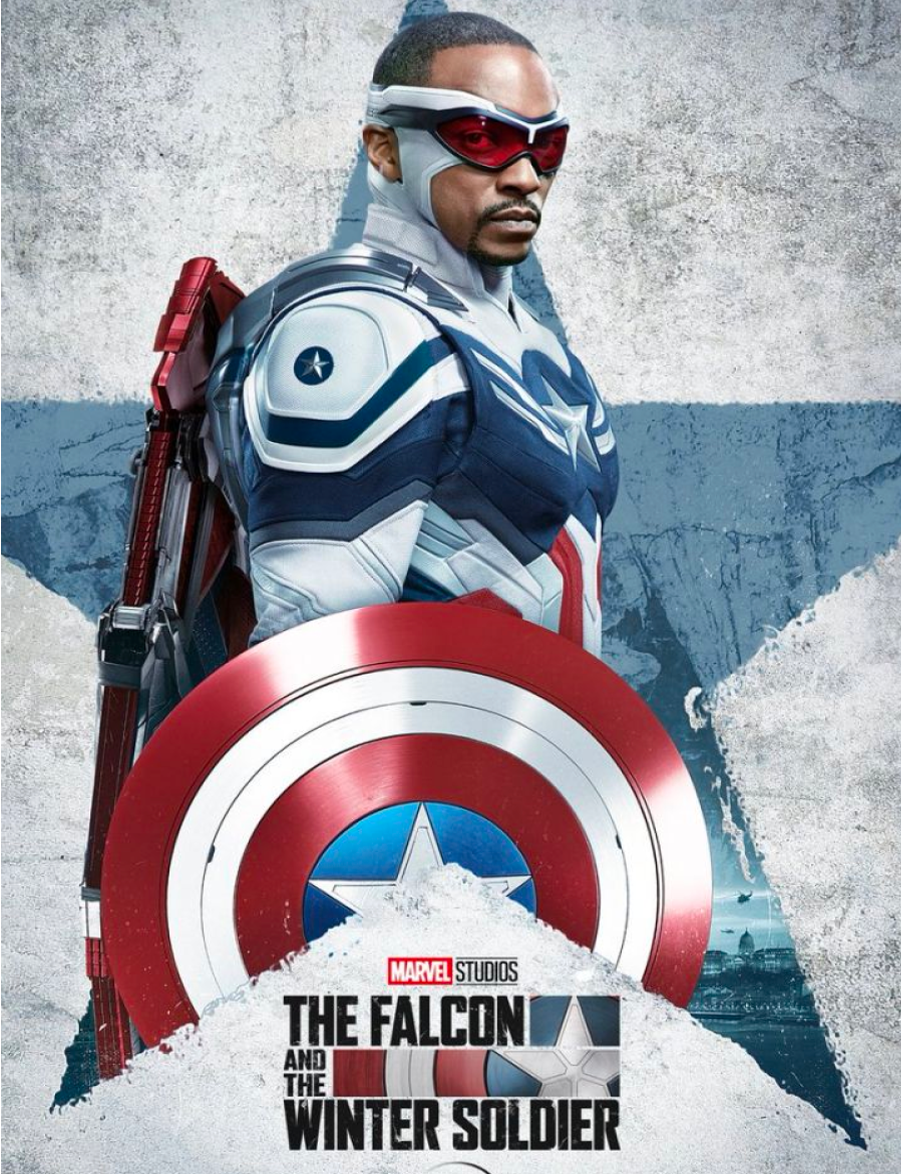 MARVEL STUDIOS
THE FALCON
AND
THE
WINTER SOLDIER